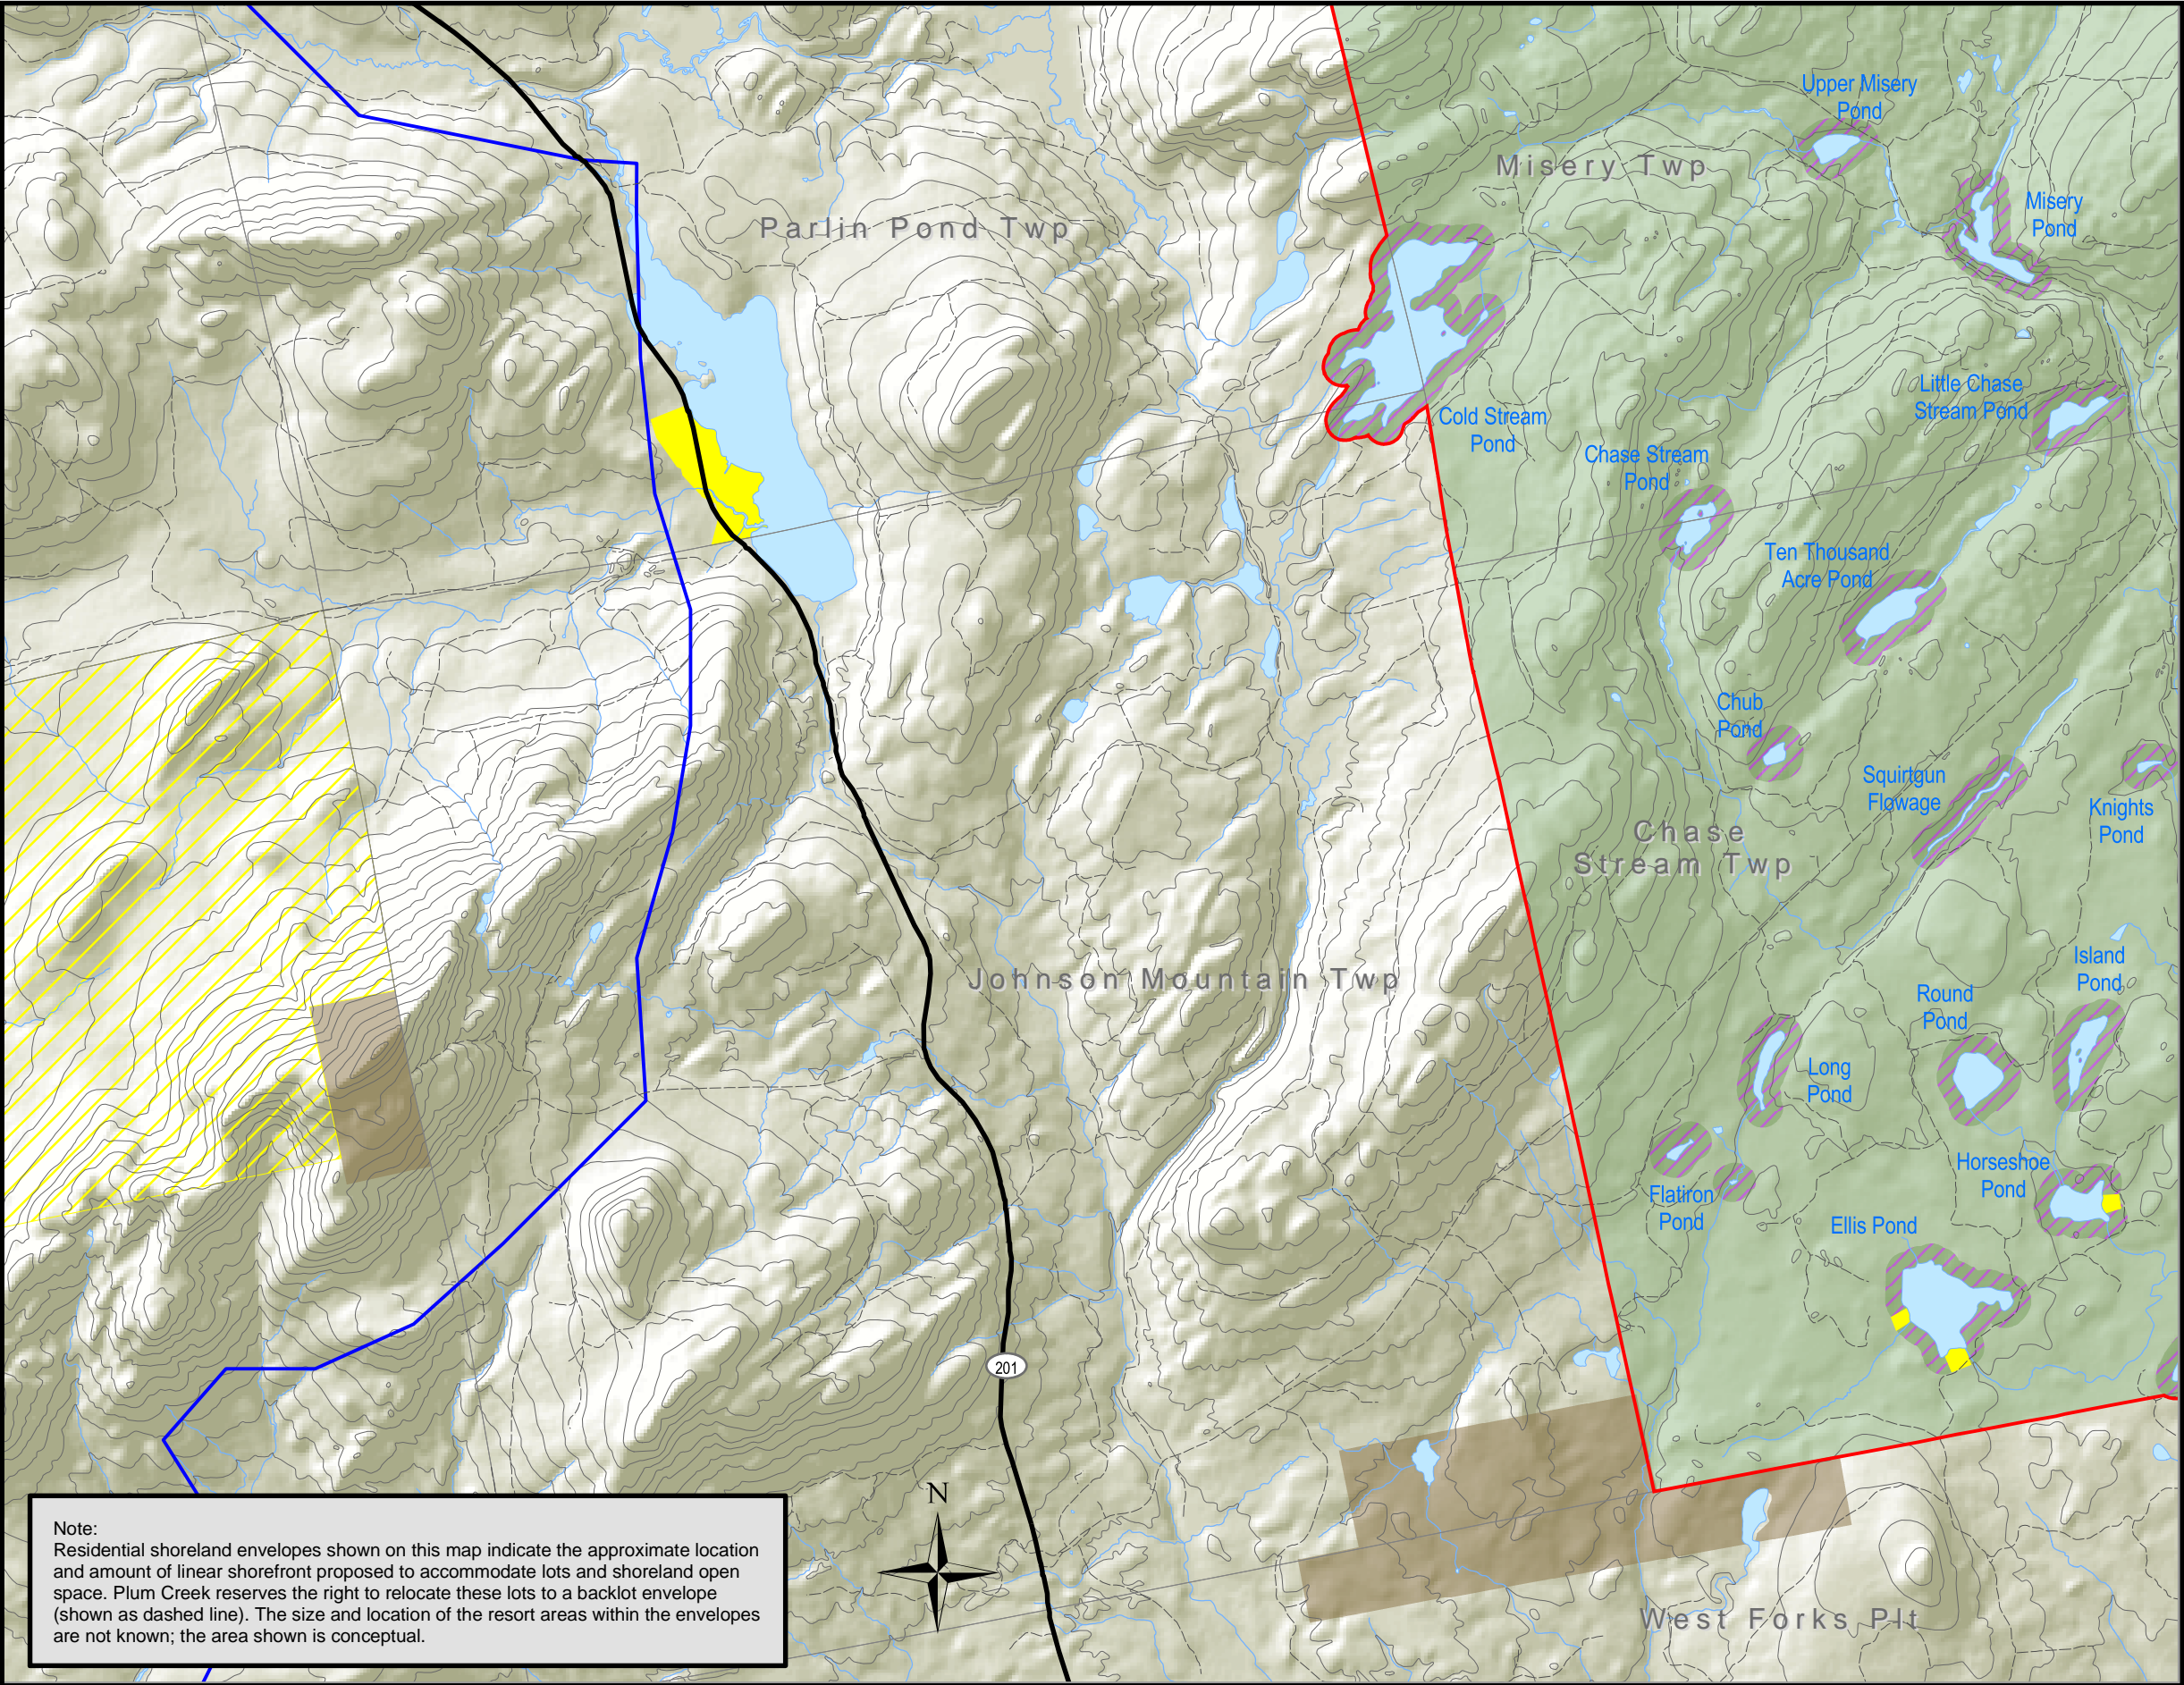 Upper Misery
Pond
Misery Twp
Misery
Pond
Parlin Pond Twp
Little Chase
Stream Pond
Cold Stream
Pond
Chase Stream
Pond
Ten Thousand
Acre Pond
Chub
Pond
Squirtgun
Flowage
Knights
Pond
Chase
Stream Twp
Johnson Mountain Twp
Island
Pond
Round
Pond
Long
Pond
Horseshoe
Pond
Flatiron
Pond
Ellis Pond
201
N
Note:
Residential shoreland envelopes shown on this map indicate the approximate location
and amount of linear shorefront proposed to accommodate lots and shoreland open
space. Plum Creek reserves the right to relocate these lots to a backlot envelope
(shown as dashed line). The size and location of the resort areas within the envelopes
are not known; the area shown is conceptual.
West Forks Plt